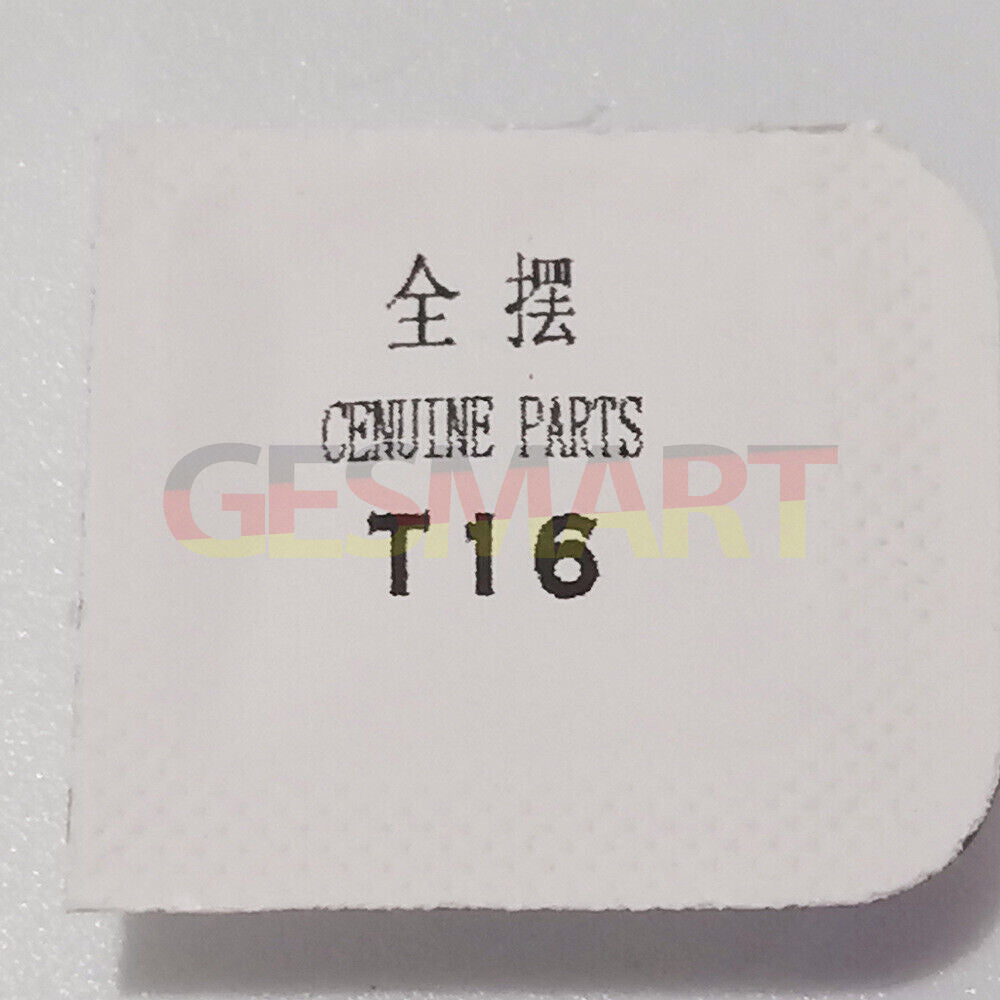 全摆
CENUINE PARTS
GESMART
T16